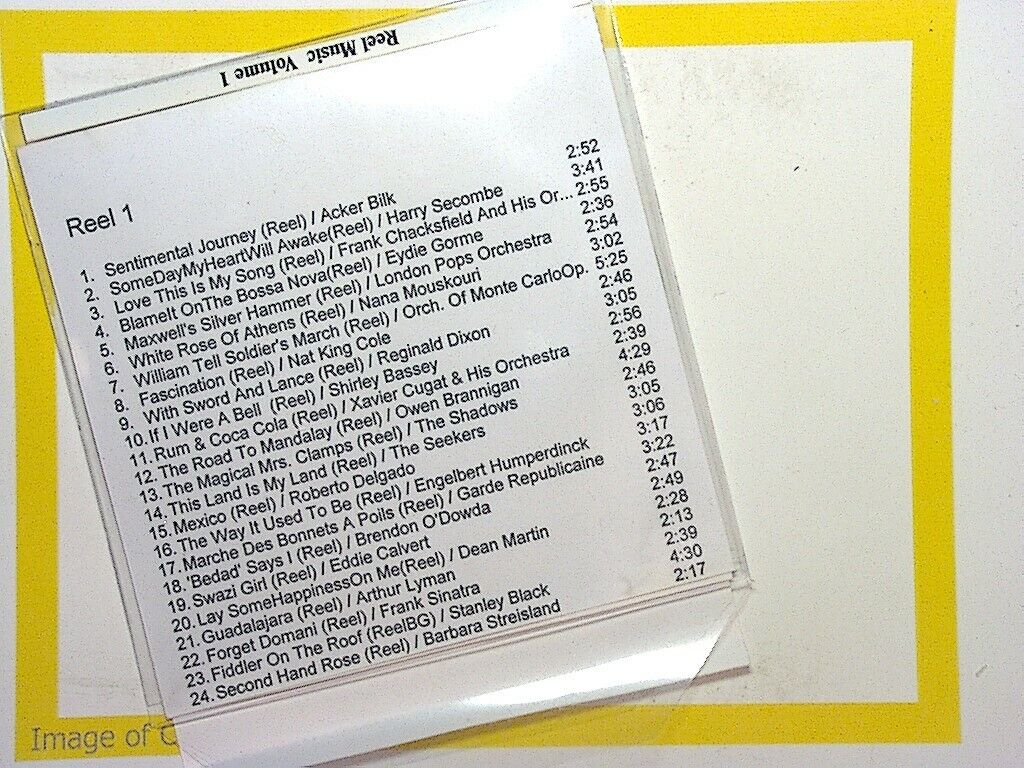 Reel Music Volume 1
Reel 1
1. Sentimental Journey (Reel) / Acker Bilk 2:52
2. SomeDayMyHeartWill Awake(Reel) / Harry Secombe 3:41
3. Love This Is My Song (Reel) / Frank Chacksfield And His Or... 2:55
4. BlameIt OnThe Bossa Nova(Reel) / Eydie Gorme 2:36
5. Maxwell's Silver Hammer (Reel) / London Pops Orchestra 2:54
6. White Rose Of Athens (Reel) / Nana Mouskouri 3:02
7. William Tell Soldier's March (Reel) / Orch. Of Monte CarloOp. 5:25
8. Fascination (Reel) / Nat King Cole 2:46
9. With Sword And Lance (Reel) / Reginald Dixon 3:05
10. If I Were A Bell (Reel) / Shirley Bassey 2:56
11. Rum & Coca Cola (Reel) / Xavier Cugat & His Orchestra 2:39
12. The Road To Mandalay (Reel) / Owen Brannigan 4:29
13. The Magical Mrs. Clamps (Reel) / The Shadows 2:46
14. This Land Is My Land (Reel) / The Seekers 3:05
15. Mexico (Reel) / Roberto Delgado 3:06
16. The Way It Used To Be (Reel) / Engelbert Humperdinck 3:17
17. Marche Des Bonnets A Poils (Reel) / Garde Republicaine 3:22
18. 'Bedad' Says I (Reel) / Brendon O'Dowda 2:47
19. Swazi Girl (Reel) / Eddie Calvert 2:49
20. Lay SomeHappinessOn Me(Reel) / Dean Martin 2:28
21. Guadalajara (Reel) / Arthur Lyman 2:13
22. Forget Domani (Reel) / Frank Sinatra 2:39
23. Fiddler On The Roof (ReelBG) / Stanley Black 4:30
24. Second Hand Rose (Reel) / Barbara Streisland 2:17
Image of